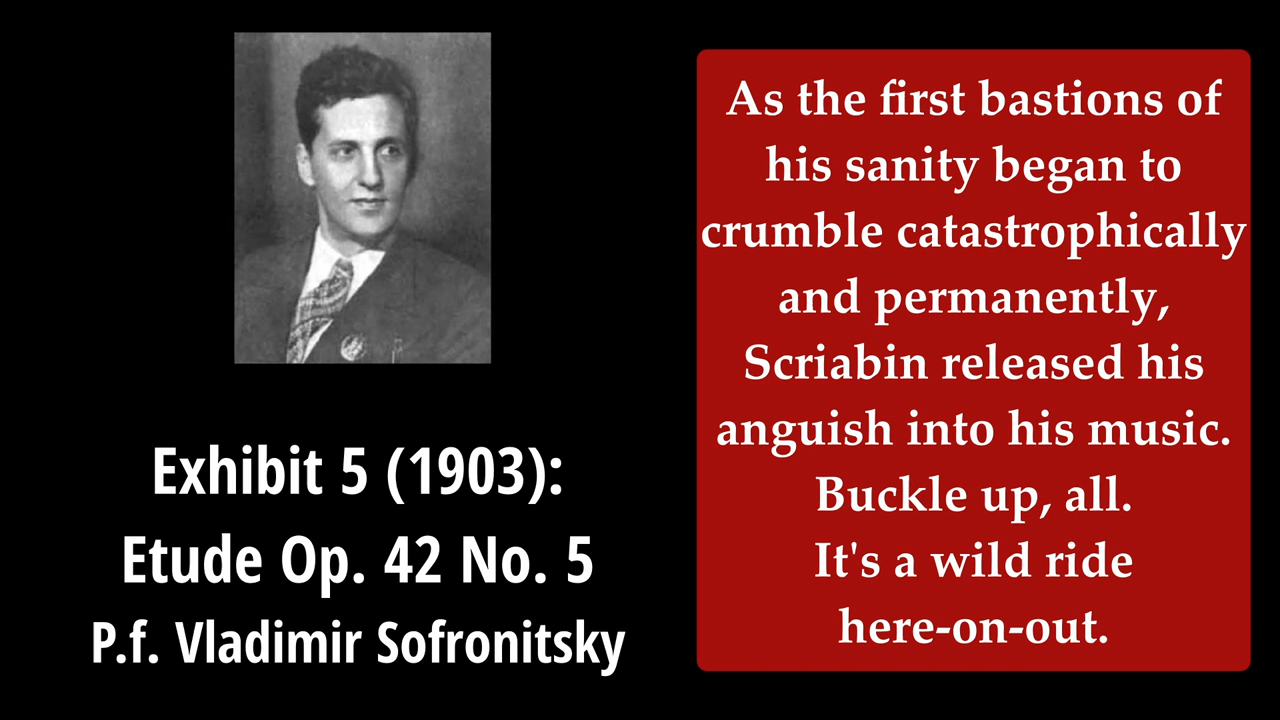 Exhibit 5 (1903):
Etude Op. 42 No. 5
P.f. Vladimir Sofronitsky
As the first bastions of
his sanity began to
crumble catastrophically
and permanently,
Scriabin released his
anguish into his music.
Buckle up, all.
It's a wild ride
here-on-out.